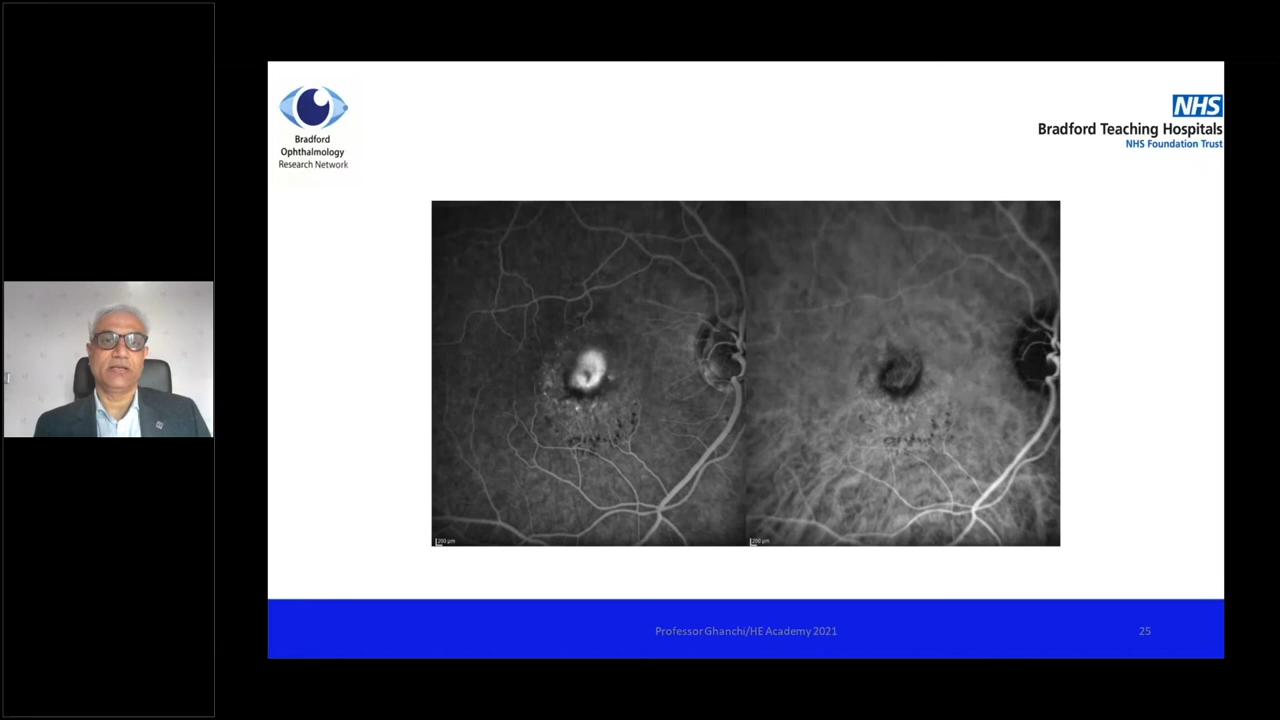 Bradford
Ophthalmology
Research Network
NHS
Bradford Teaching Hospitals
NHS Foundation Trust
200 µm
200 µm
Professor Ghanchi/HE Academy 2021
25